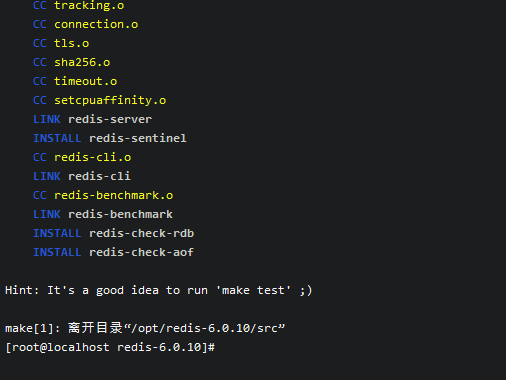 CC tracking.o
CC connection.o
CC tls.o
CC sha256.o
CC timeout.o
CC setcpuaffinity.o
LINK redis-server
INSTALL redis-sentinel
CC redis-cli.o
LINK redis-cli
CC redis-benchmark.o
LINK redis-benchmark
INSTALL redis-check-rdb
INSTALL redis-check-aof
Hint: It's a good idea to run 'make test' ;)
make[1]: 离开目录“/opt/redis-6.0.10/src”
[root@localhost redis-6.0.10]#